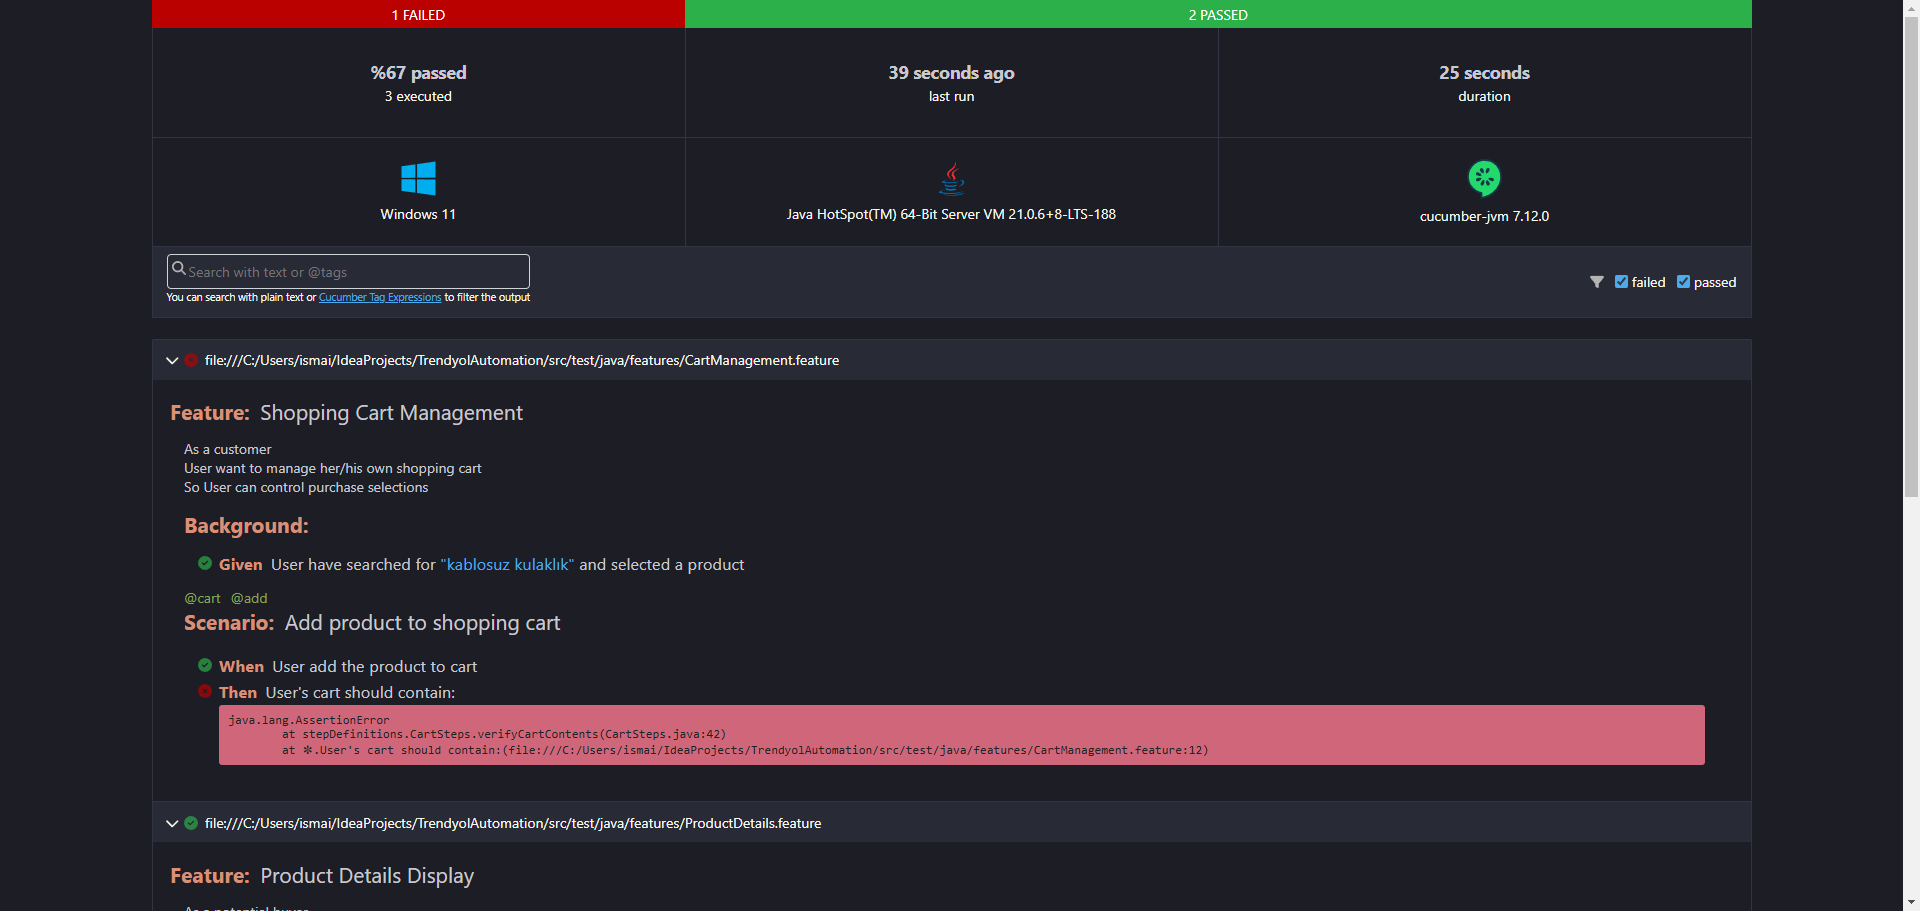 1 FAILED
2 PASSED
%67 passed
3 executed
39 seconds ago
last run
25 seconds
duration
Windows 11
Java HotSpot(TM) 64-Bit Server VM 21.0.6+8-LTS-188
cucumber-jvm 7.12.0
Search with text or @tags
You can search with plain text or Cucumber Tag Expressions to filter the output
failed passed
file:///C:/Users/ismai/IdeaProjects/TrendyolAutomation/src/test/java/features/CartManagement.feature
Feature: Shopping Cart Management
As a customer
User want to manage her/his own shopping cart
So User can control purchase selections
Background:
Given User have searched for "kablosuz kulaklık" and selected a product
@cart @add
Scenario: Add product to shopping cart
When User add the product to cart
Then User's cart should contain:
java.lang.AssertionError
at stepDefinitions.CartSteps.verifyCartContents(CartSteps.java:42)
at ✽.User's cart should contain:(file:///C:/Users/ismai/IdeaProjects/TrendyolAutomation/src/test/java/features/CartManagement.feature:12)
file:///C:/Users/ismai/IdeaProjects/TrendyolAutomation/src/test/java/features/ProductDetails.feature
Feature: Product Details Display
As a potential buyer